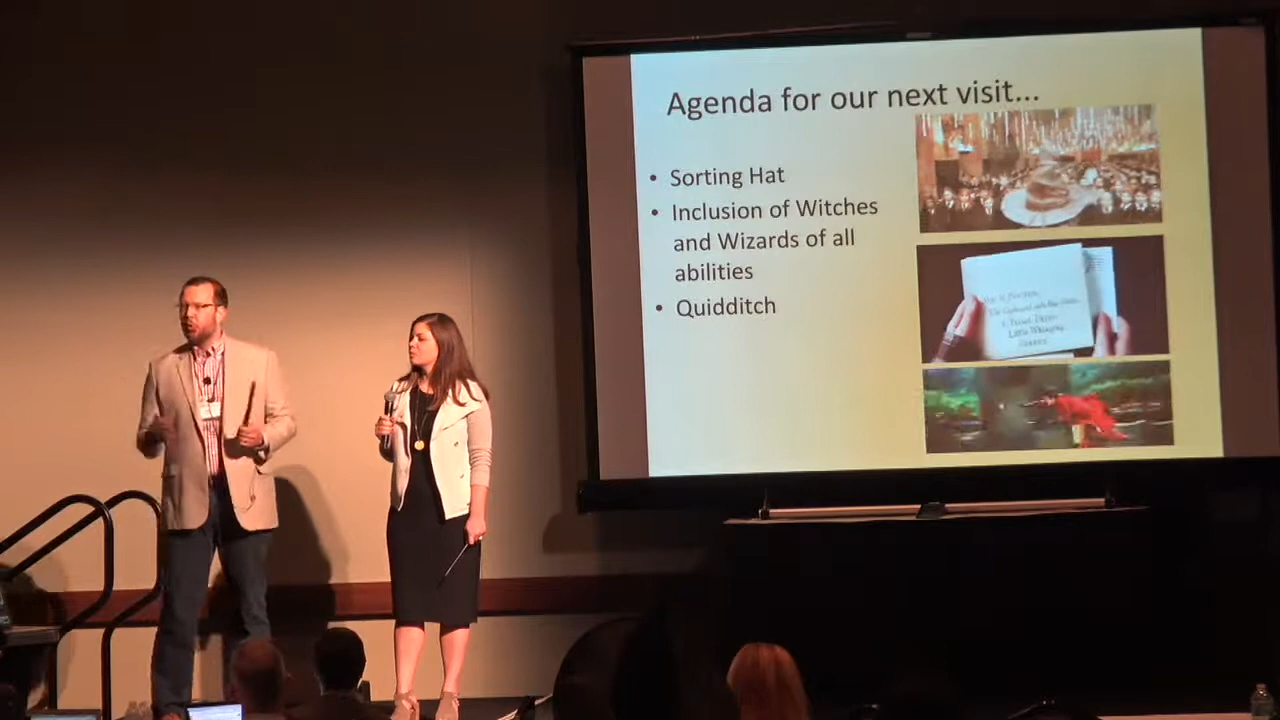 Agenda for our next visit...
• Sorting Hat
• Inclusion of Witches
and Wizards of all
abilities
• Quidditch